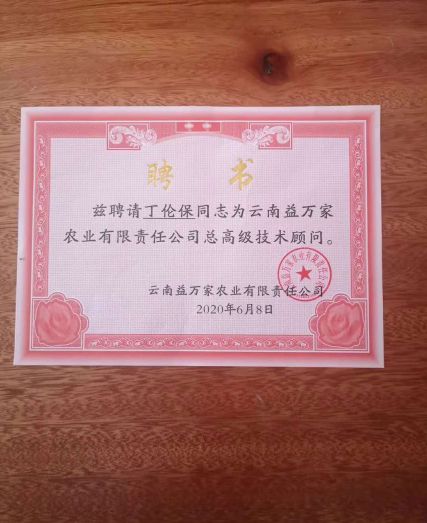 聘书
兹聘请丁伦保同志为云南益万家
农业有限责任公司总高级技术顾问。
云南益万家农业有限责任公司
2020年6月8日